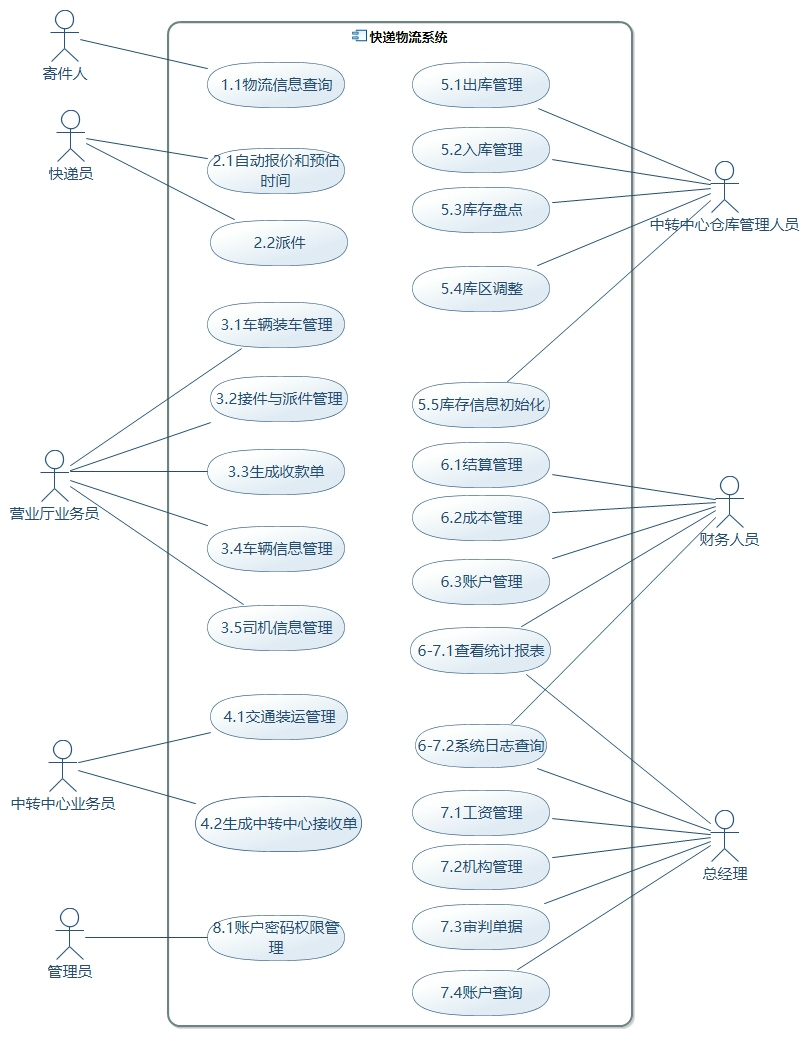 快递物流系统
寄件人
1.1物流信息查询
快递员
2.1自动报价和预估
时间
2.2派件
营业厅业务员
3.1车辆装车管理
3.2接件与派件管理
3.3生成收款单
3.4车辆信息管理
3.5司机信息管理
中转中心业务员
4.1交通装运管理
4.2生成中转中心接收单
管理员
8.1账户密码权限管
理
5.1出库管理
5.2入库管理
5.3库存盘点
5.4库区调整
5.5库存信息初始化
中转中心仓库管理人员
6.1结算管理
6.2成本管理
6.3账户管理
6-7.1查看统计报表
6-7.2系统日志查询
财务人员
7.1工资管理
7.2机构管理
7.3审判单据
7.4账户查询
总经理